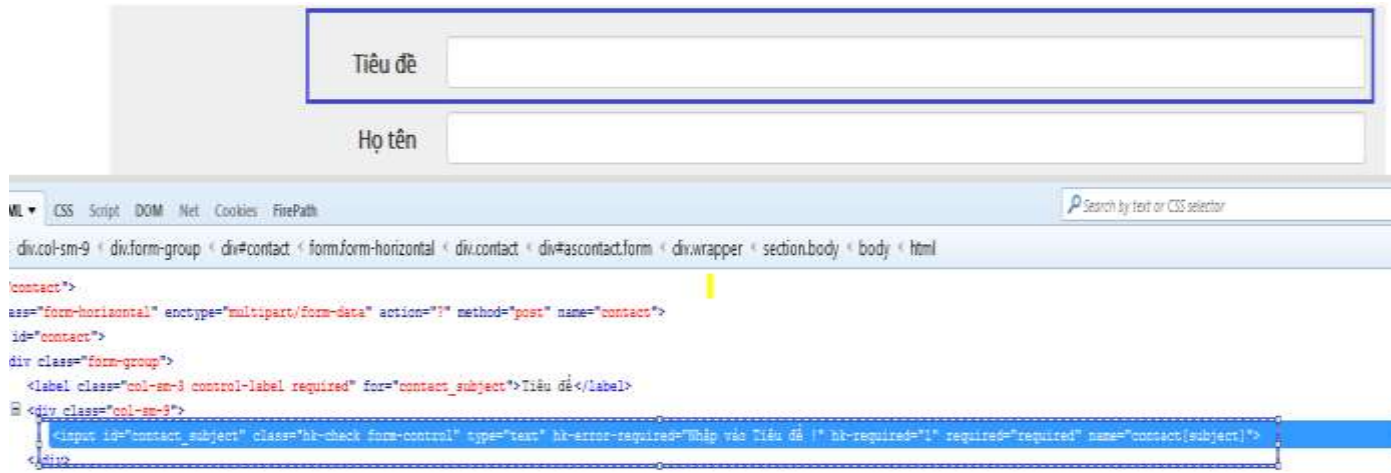 Tiêu đề
Họ tên
ML ▾ CSS Script DOM Net Cookies FirePath Search by text or CSS selector
div.col-sm-9 < div.form-group < div#contact < form.form-horizontal < div.contact < div#ascontact.form < div.wrapper < section.body < body < html
"contact">
ass="form-horizontal" enctype="multipart/form-data" action="?" method="post" name="contact">
id="contact">
div class="form-group">
<label class="col-sm-3 control-label required" for="contact_subject">Tiêu đề</label>
<div class="col-sm-9">
<input id="contact_subject" class="hk-check form-control" type="text" hk-error-required="Nhập vào Tiêu đề !" hk-required="1" required="required" name="contact[subject]">
</div>